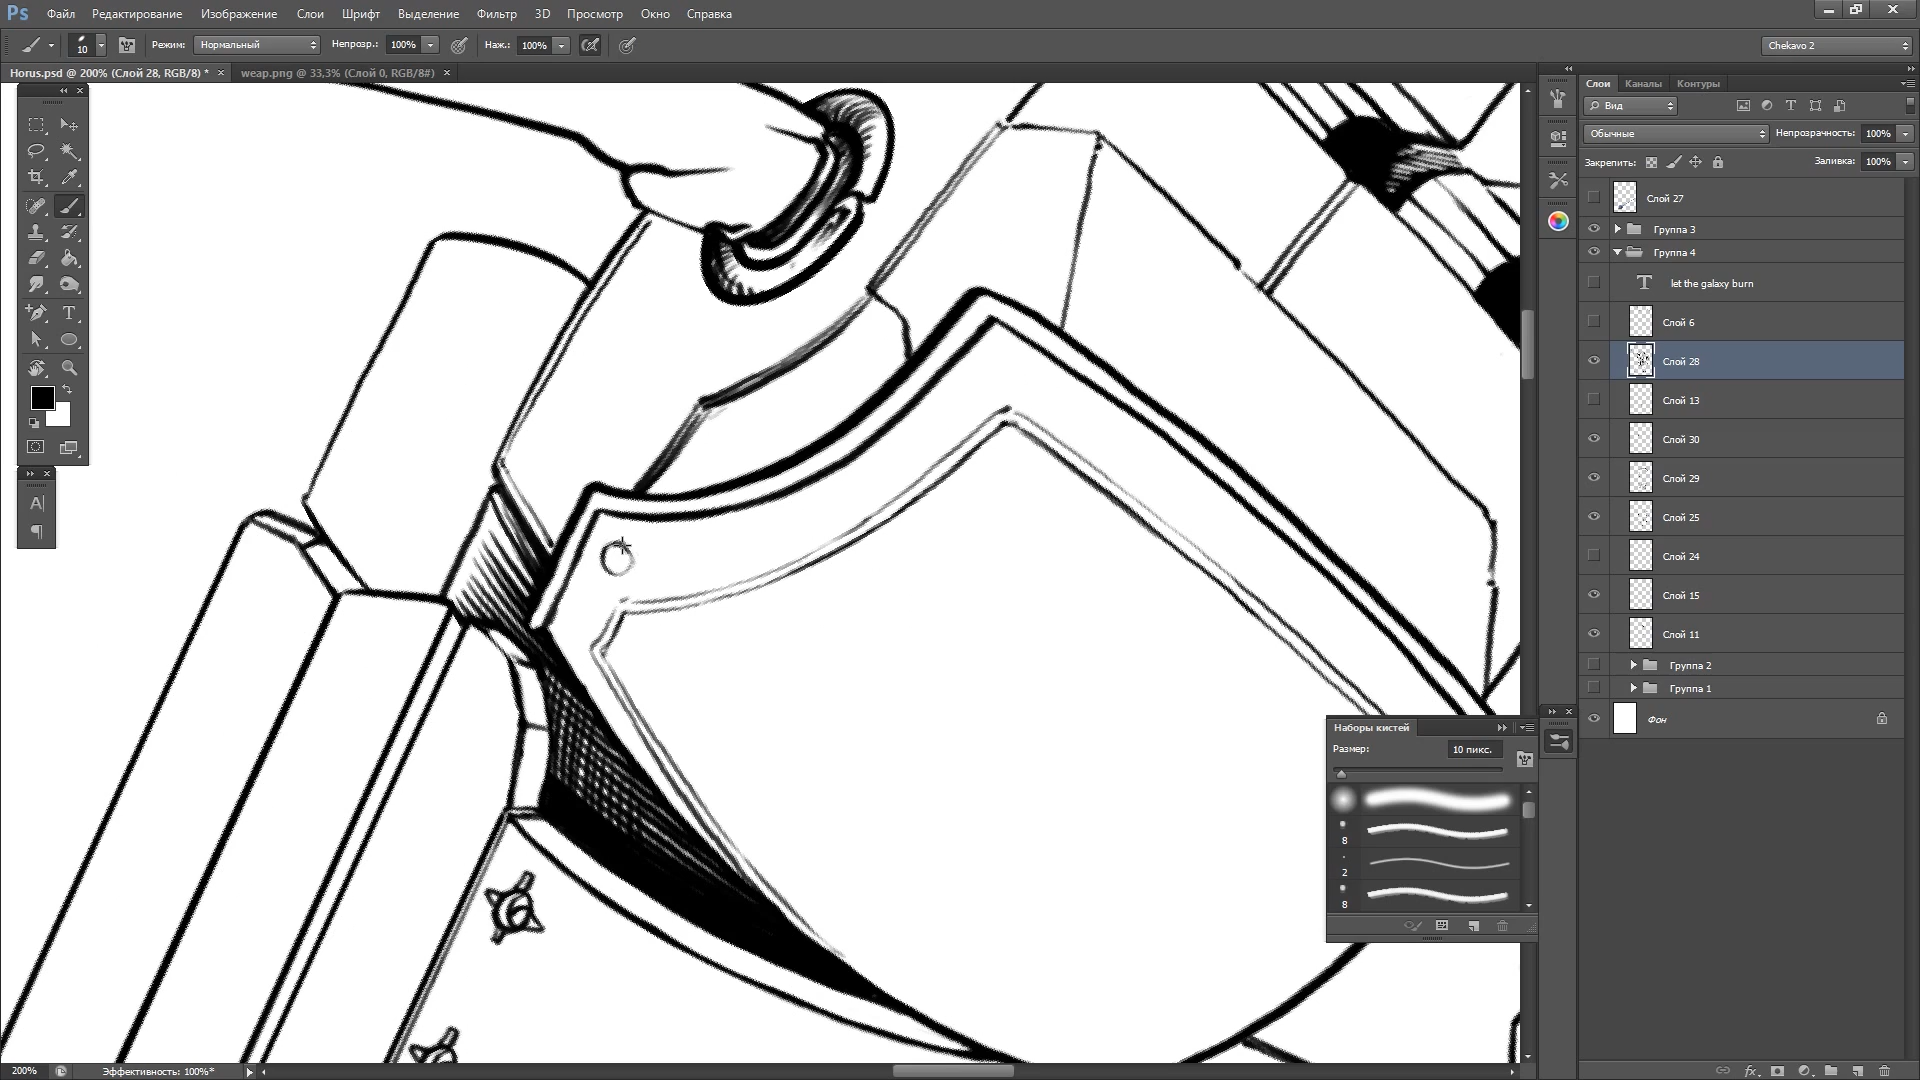 Ps Файл Редактирование Изображение Слои Шрифт Выделение Фильтр 3D Просмотр Окно Справка
10 Режим: Нормальный Непрозр.: 100% Наж.: 100% Chekavo 2
Horus.psd @ 200% (Слой 28, RGB/8) * × weap.png @ 33,3% (Слой 0, RGB/8#) ×
Слои Каналы Контуры
Вид
Обычные Непрозрачность: 100%
Закрепить: Заливка: 100%
Слой 27
Группа 3
Группа 4
T let the galaxy burn
Слой 6
Слой 28
Слой 13
Слой 30
Слой 29
Слой 25
Слой 24
Слой 15
Слой 11
Группа 2
Группа 1
Фон
Наборы кистей
Размер: 10 пикс.
8
2
8
200% Эффективность: 100%*